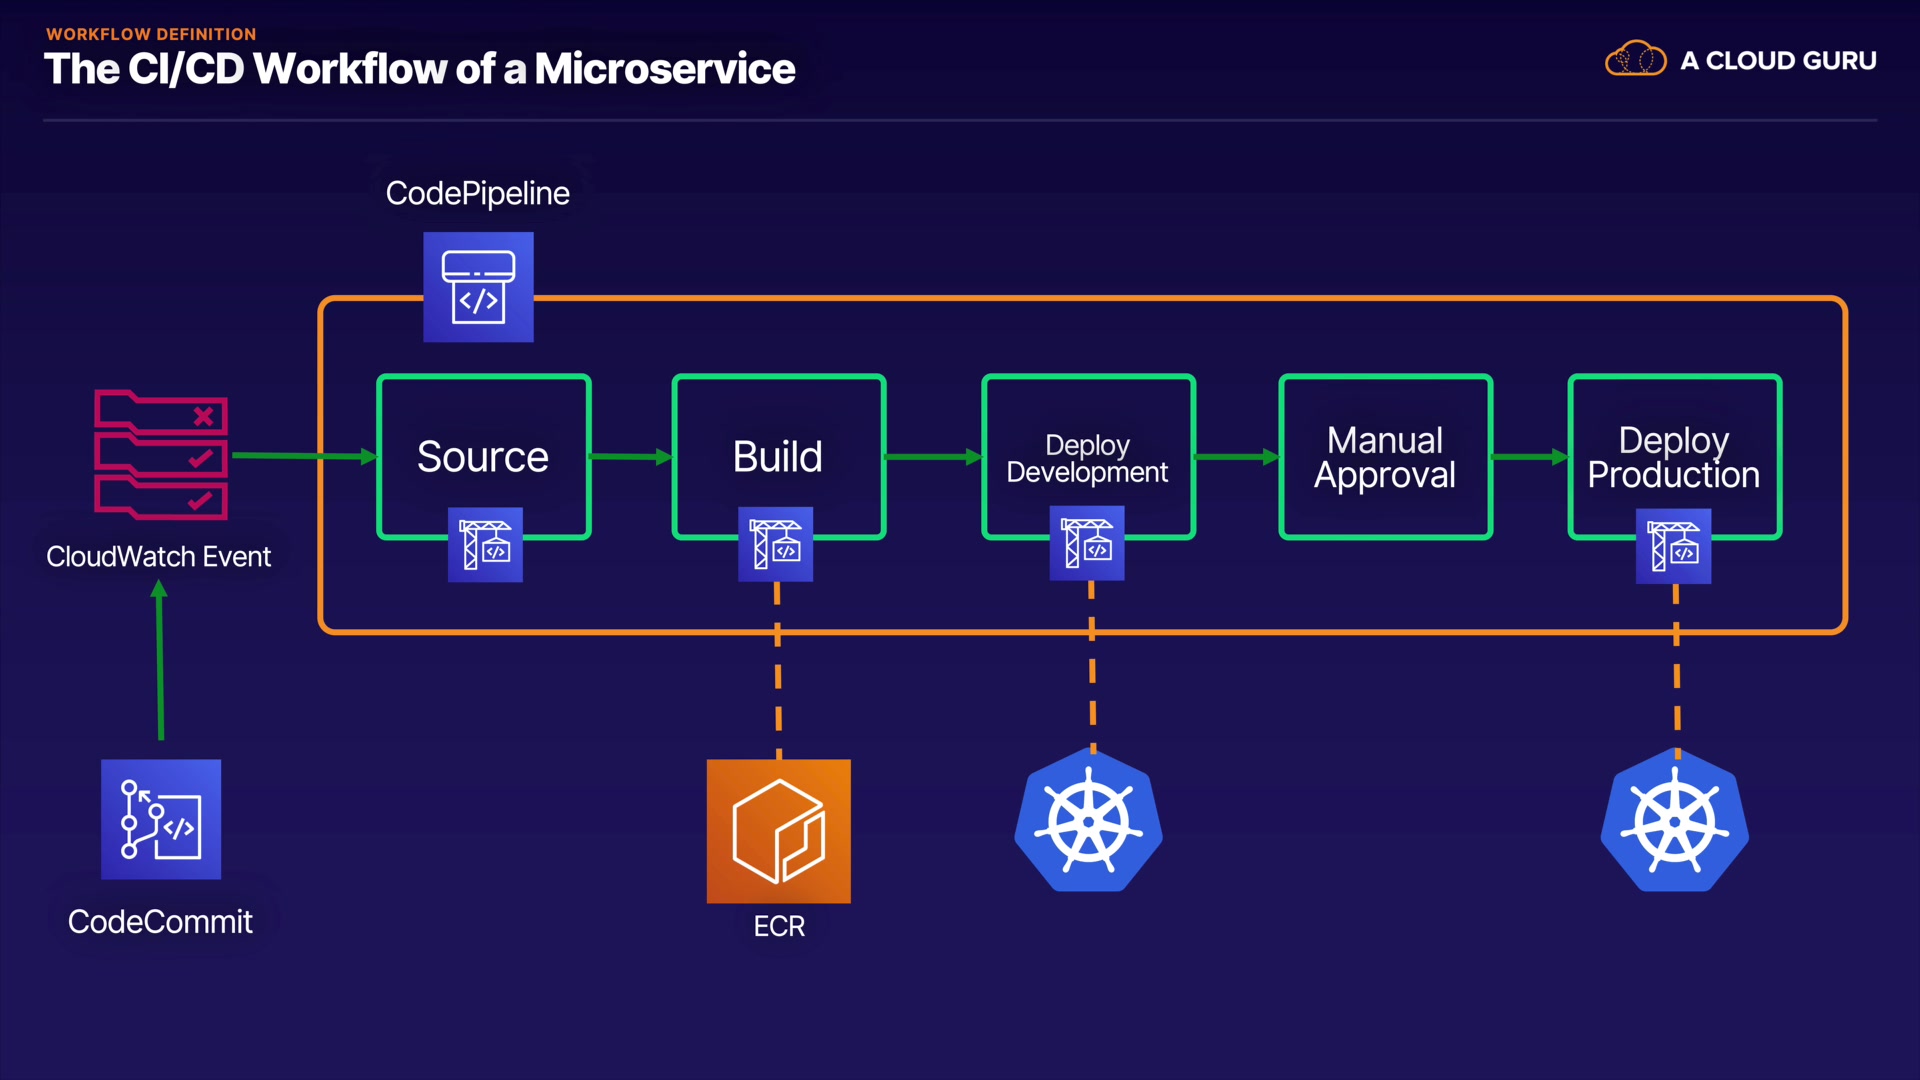 WORKFLOW DEFINITION
The CI/CD Workflow of a Microservice
A CLOUD GURU
CodePipeline
Source
Build
Deploy
Development
Manual
Approval
Deploy
Production
CloudWatch Event
CodeCommit
ECR